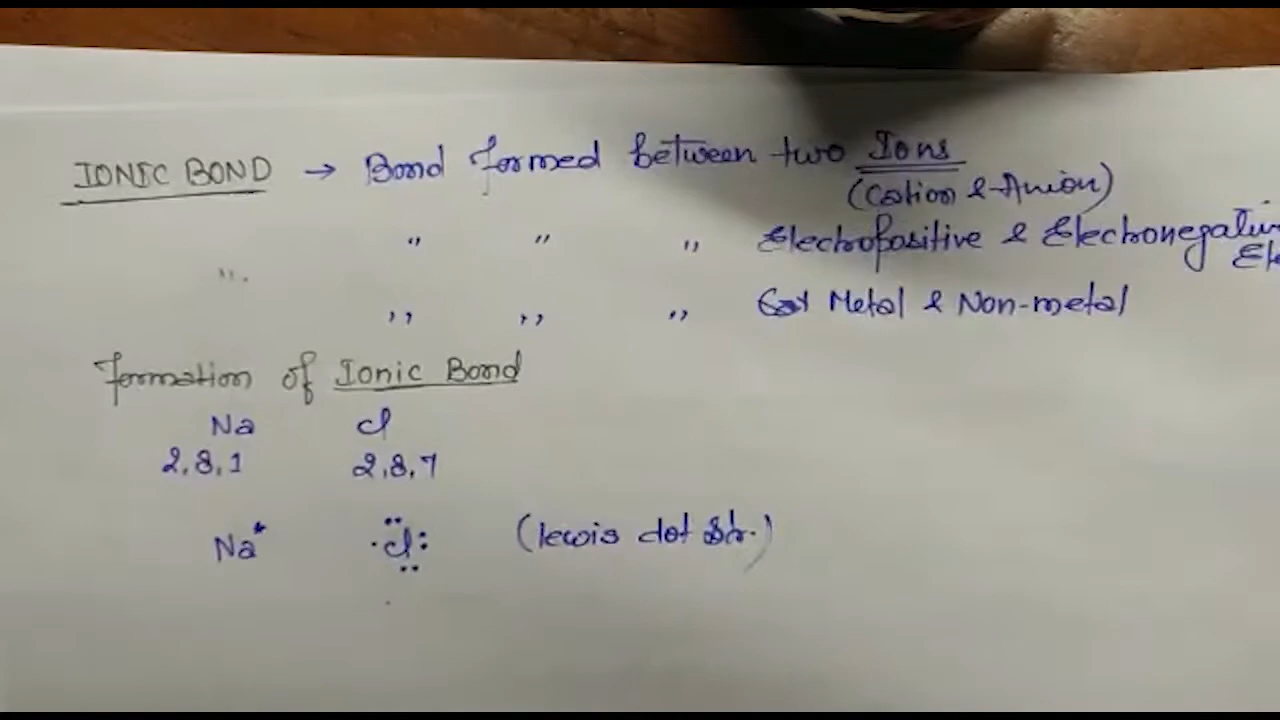 IONIC BOND → Bond formed between two Ions
(Cation & Anion)
" " " Electropositive & Electronegative
" " " Metal & Non-metal
Formation of Ionic Bond
Na Cl
2,8,1 2,8,7
Na* Cl (lewis dot Str.)